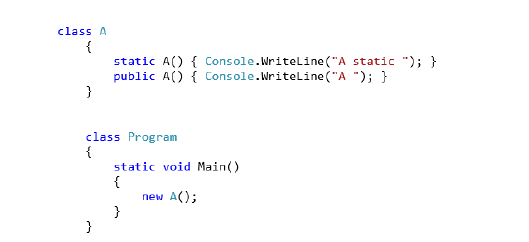 class A
{
static A() { Console.WriteLine("A static "); }
public A() { Console.WriteLine("A "); }
}
class Program
{
static void Main()
{
new A();
}
}